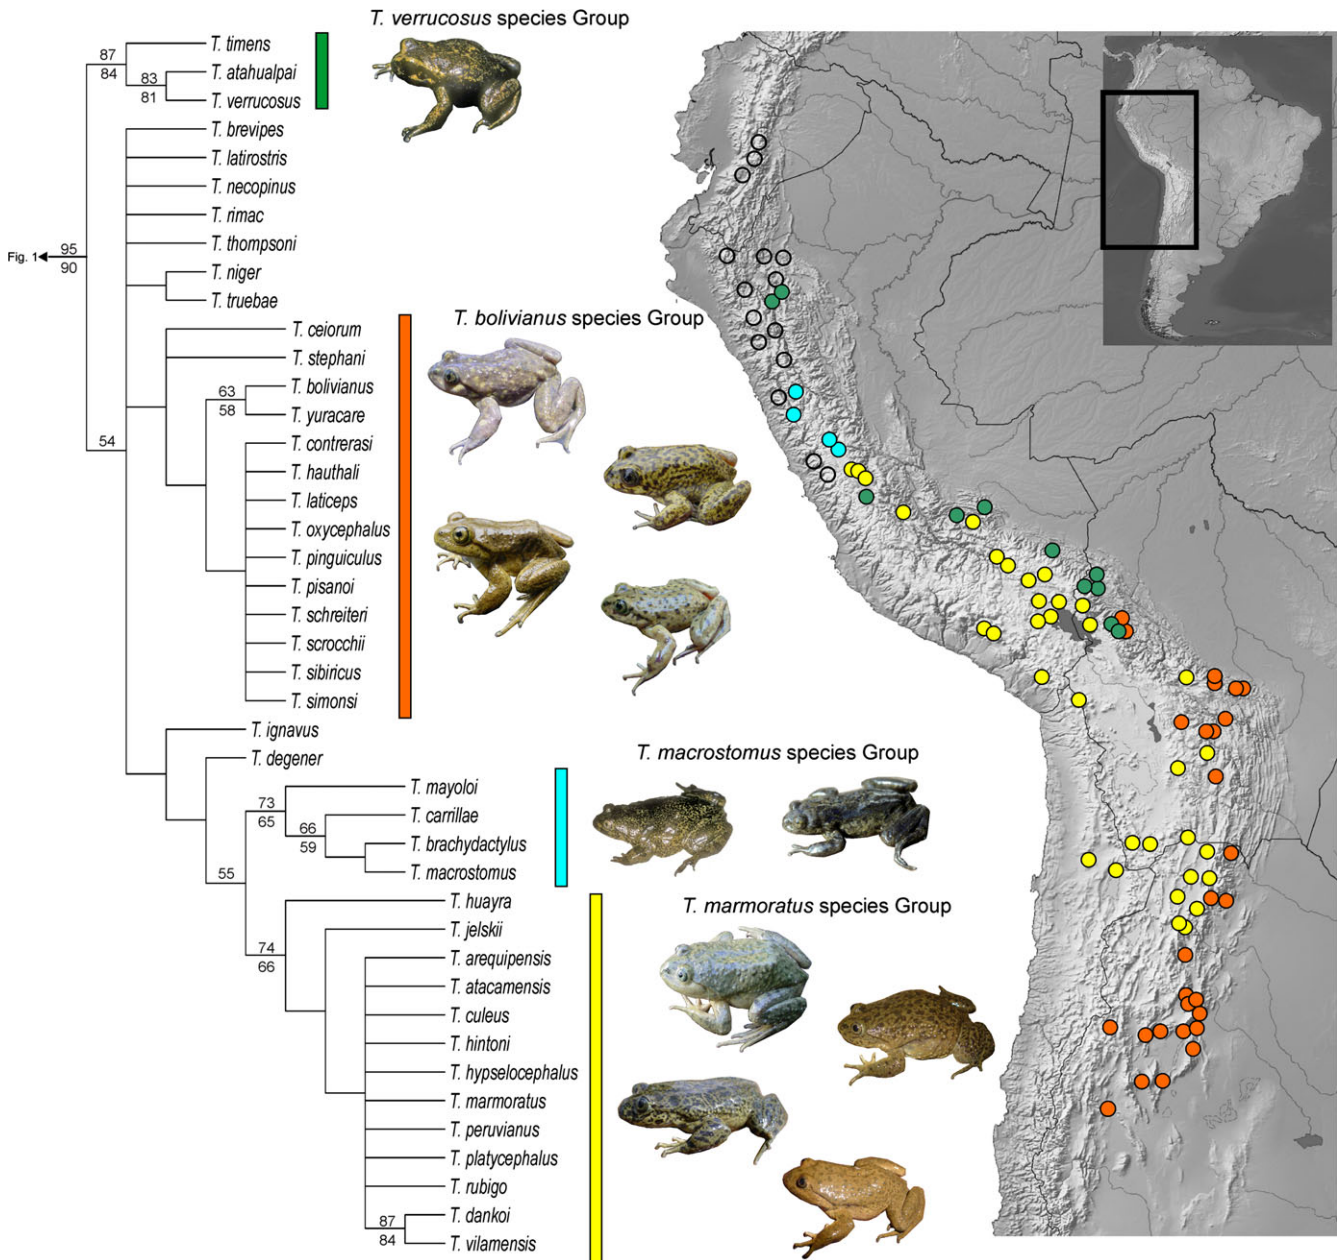 T. verrucosus species Group
87
84
T. timens
83
81
T. atahualpai
T. verrucosus
T. brevipes
T. latirostris
T. necopinus
T. rimac
T. thompsoni
Fig. 1
95
90
T. niger
T. truebae
T. bolivianus species Group
T. ceiorum
T. stephani
63
58
T. bolivianus
T. yuracare
54
T. contrerasi
T. hauthali
T. laticeps
T. oxycephalus
T. pinguiculus
T. pisanoi
T. schreiteri
T. scrocchii
T. sibiricus
T. simonsi
T. ignavus
T. degener
T. macrostomus species Group
73
65
T. mayoloi
66
59
T. carrillae
T. brachydactylus
T. macrostomus
55
T. marmoratus species Group
74
66
T. huayra
T. jelskii
T. arequipensis
T. atacamensis
T. culeus
T. hintoni
T. hypselocephalus
T. marmoratus
T. peruvianus
T. platycephalus
T. rubigo
87
84
T. dankoi
T. vilamensis